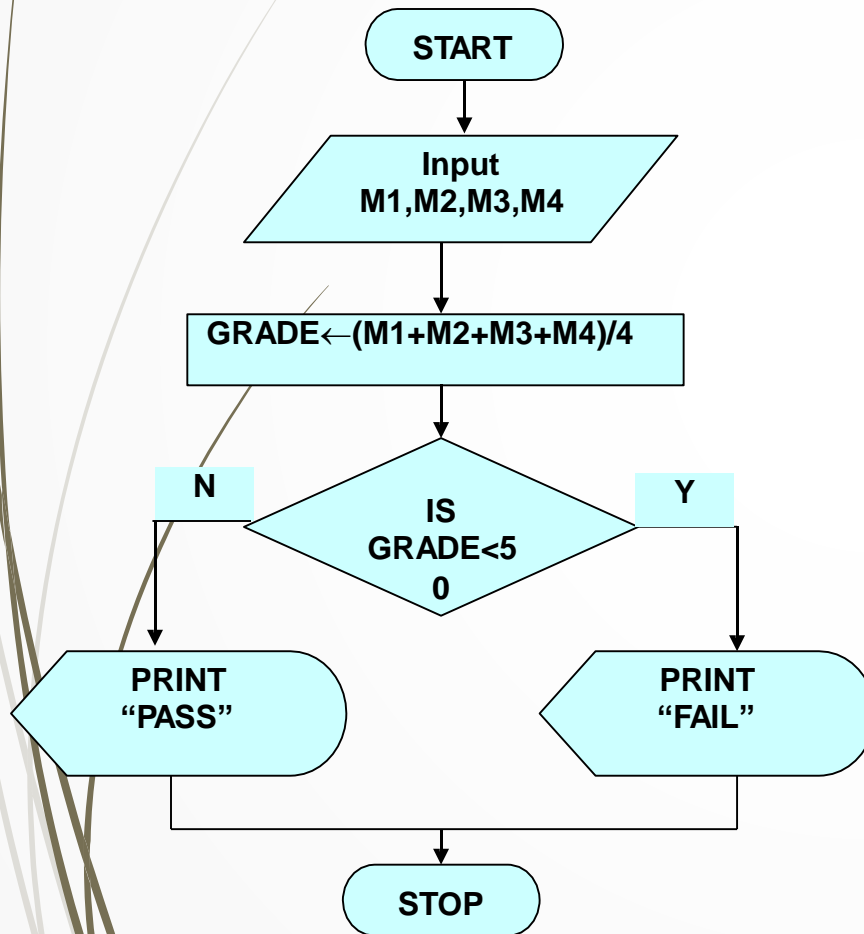 START
Input
M1,M2,M3,M4
GRADE←(M1+M2+M3+M4)/4
N
Y
IS
GRADE<5
0
PRINT
“PASS”
PRINT
“FAIL”
STOP